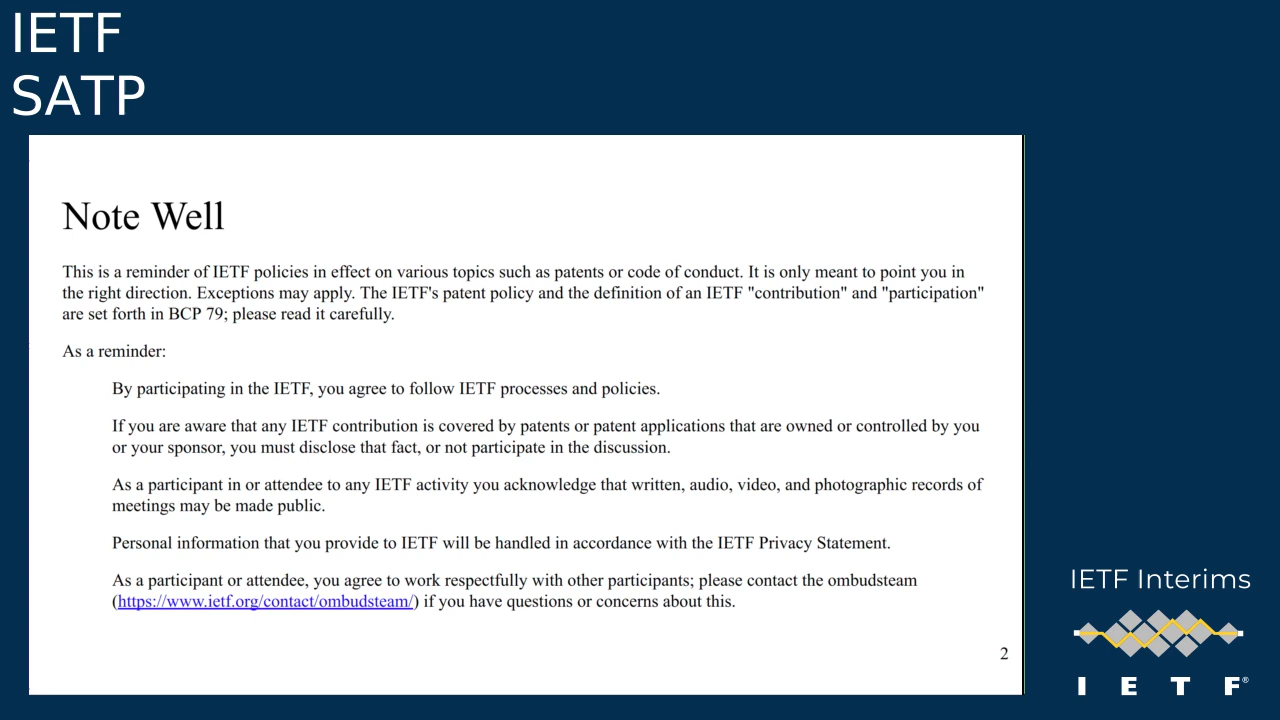 IETF
SATP
Note Well
This is a reminder of IETF policies in effect on various topics such as patents or code of conduct. It is only meant to point you in
the right direction. Exceptions may apply. The IETF's patent policy and the definition of an IETF "contribution" and "participation"
are set forth in BCP 79; please read it carefully.
As a reminder:
By participating in the IETF, you agree to follow IETF processes and policies.
If you are aware that any IETF contribution is covered by patents or patent applications that are owned or controlled by you
or your sponsor, you must disclose that fact, or not participate in the discussion.
As a participant in or attendee to any IETF activity you acknowledge that written, audio, video, and photographic records of
meetings may be made public.
Personal information that you provide to IETF will be handled in accordance with the IETF Privacy Statement.
As a participant or attendee, you agree to work respectfully with other participants; please contact the ombudsteam
(https://www.ietf.org/contact/ombudsteam/) if you have questions or concerns about this.
2
IETF Interims
I E T F®